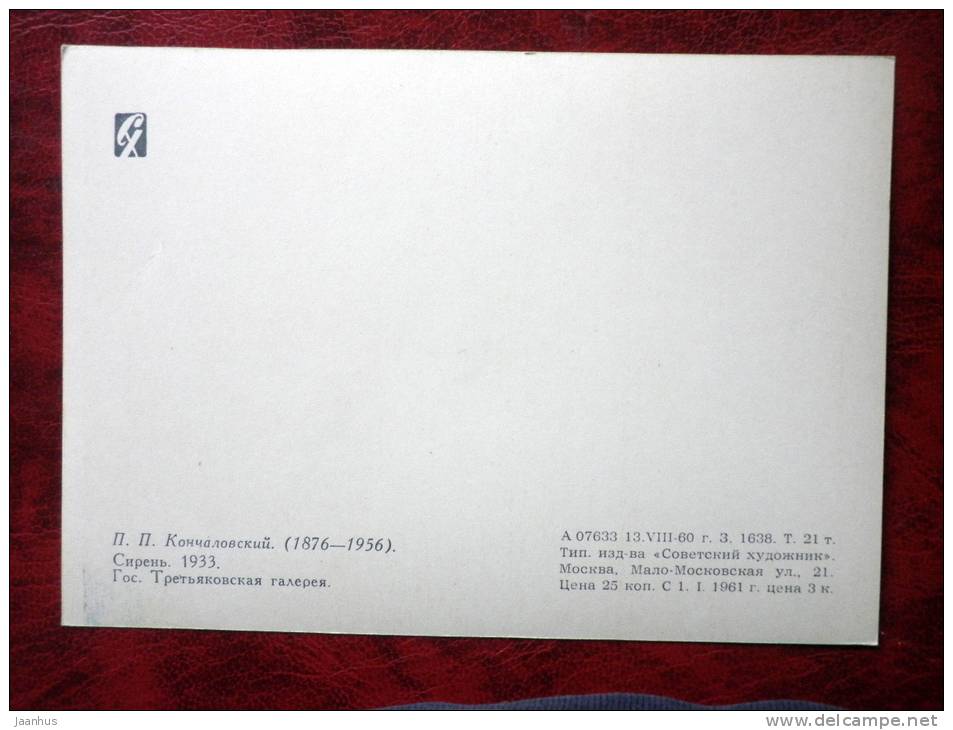 СХ
П. П. Кончаловский. (1876—1956).
Сирень. 1933.
Гос. Третьяковская галерея.
А 07633 13.VIII-60 г. З. 1638. Т. 21 т.
Тип. изд-ва «Советский художник».
Москва, Мало-Московская ул., 21.
Цена 25 коп. С 1. I. 1961 г. цена 3 к.
jaanhus
www.delcampe.net